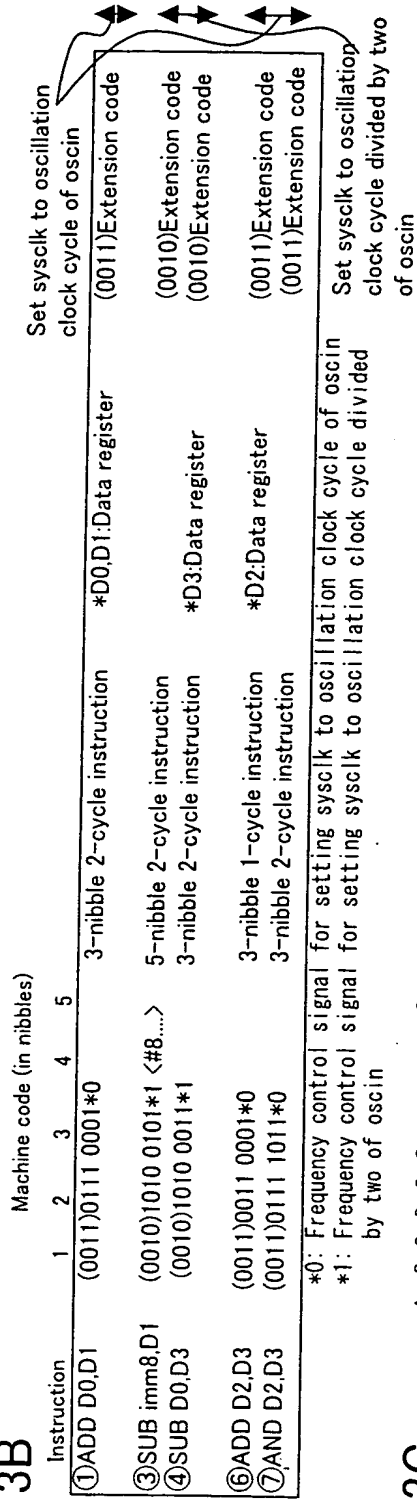 3B
Machine code (in nibbles)
Set sysclk to oscillation
clock cycle of oscin
Instruction 1 2 3 4 5
①ADD D0,D1 (0011)0111 0001*0 3-nibble 2-cycle instruction *D0,D1:Data register (0011)Extension code
③SUB imm8,D1 (0010)1010 0101*1 <#8....> 5-nibble 2-cycle instruction (0010)Extension code
④SUB D0,D3 (0010)1010 0011*1 3-nibble 2-cycle instruction *D3:Data register (0010)Extension code
⑥ADD D2,D3 (0011)0011 0001*0 3-nibble 1-cycle instruction *D2:Data register (0011)Extension code
⑦AND D2,D3 (0011)0111 1011*0 3-nibble 2-cycle instruction (0011)Extension code
*0: Frequency control signal for setting sysclk to oscillation clock cycle of oscin
*1: Frequency control signal for setting sysclk to oscillation clock cycle divided
by two of oscin
Set sysclk to oscillation
clock cycle divided by two
of oscin